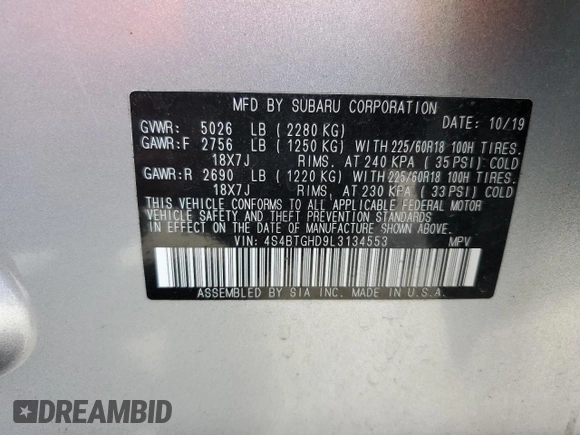 MFD BY SUBARU CORPORATION
DATE: 10/19
GVWR: 5026 LB (2280 KG)
GAWR:F 2756 LB (1250 KG) WITH 225/60R18 100H TIRES.
18X7J RIMS. AT 240 KPA (35 PSI) COLD
GAWR:R 2690 LB (1220 KG) WITH 225/60R18 100H TIRES.
18X7J RIMS, AT 230 KPA (33 PSI) COLD
THIS VEHICLE CONFORMS TO ALL APPLICABLE FEDERAL MOTOR
VEHICLE SAFETY AND THEFT PREVENTION STANDARDS
IN EFFECT ON THE DATE OF MANUFACTURE SHOWN ABOVE.
VIN: 4S4BTGHD9L3134553 MPV
ASSEMBLED BY SIA INC. MADE IN U.S.A.
DREAMBID